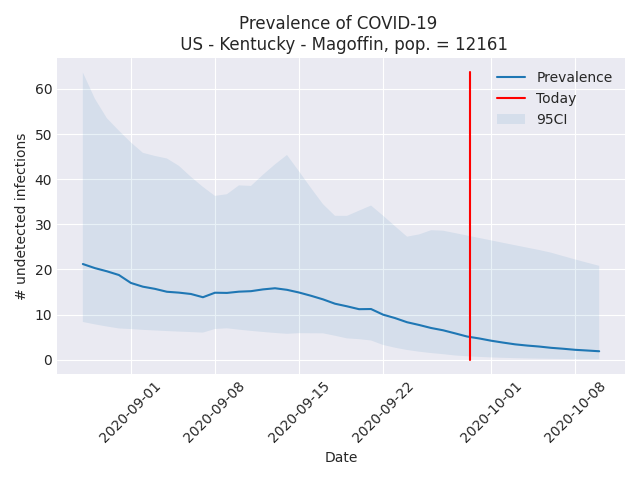 Prevalence of COVID-19
US - Kentucky - Magoffin, pop. = 12161
Prevalence
Today
95CI
# undetected infections
60
50
40
30
20
10
0
2020-09-01
2020-09-08
2020-09-15
2020-09-22
2020-10-01
2020-10-08
Date